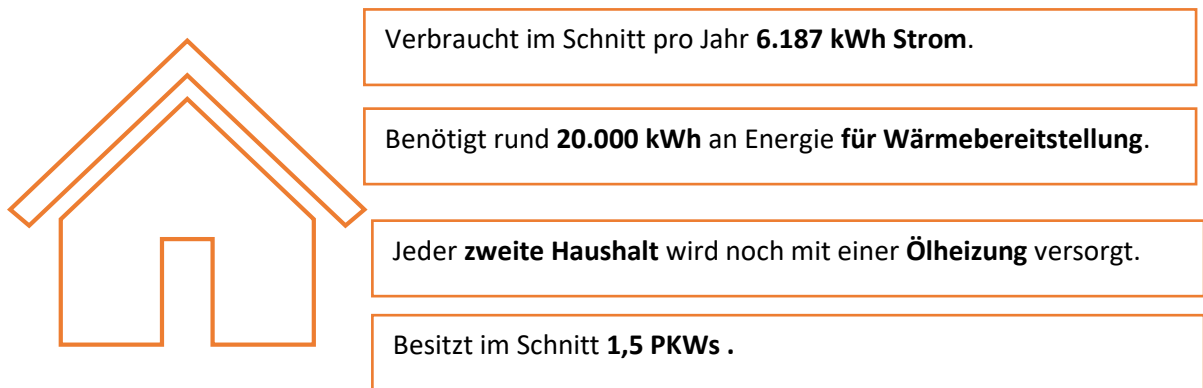 Verbraucht im Schnitt pro Jahr 6.187 kWh Strom.
Benötigt rund 20.000 kWh an Energie für Wärmebereitstellung.
Jeder zweite Haushalt wird noch mit einer Ölheizung versorgt.
Besitzt im Schnitt 1,5 PKWs .